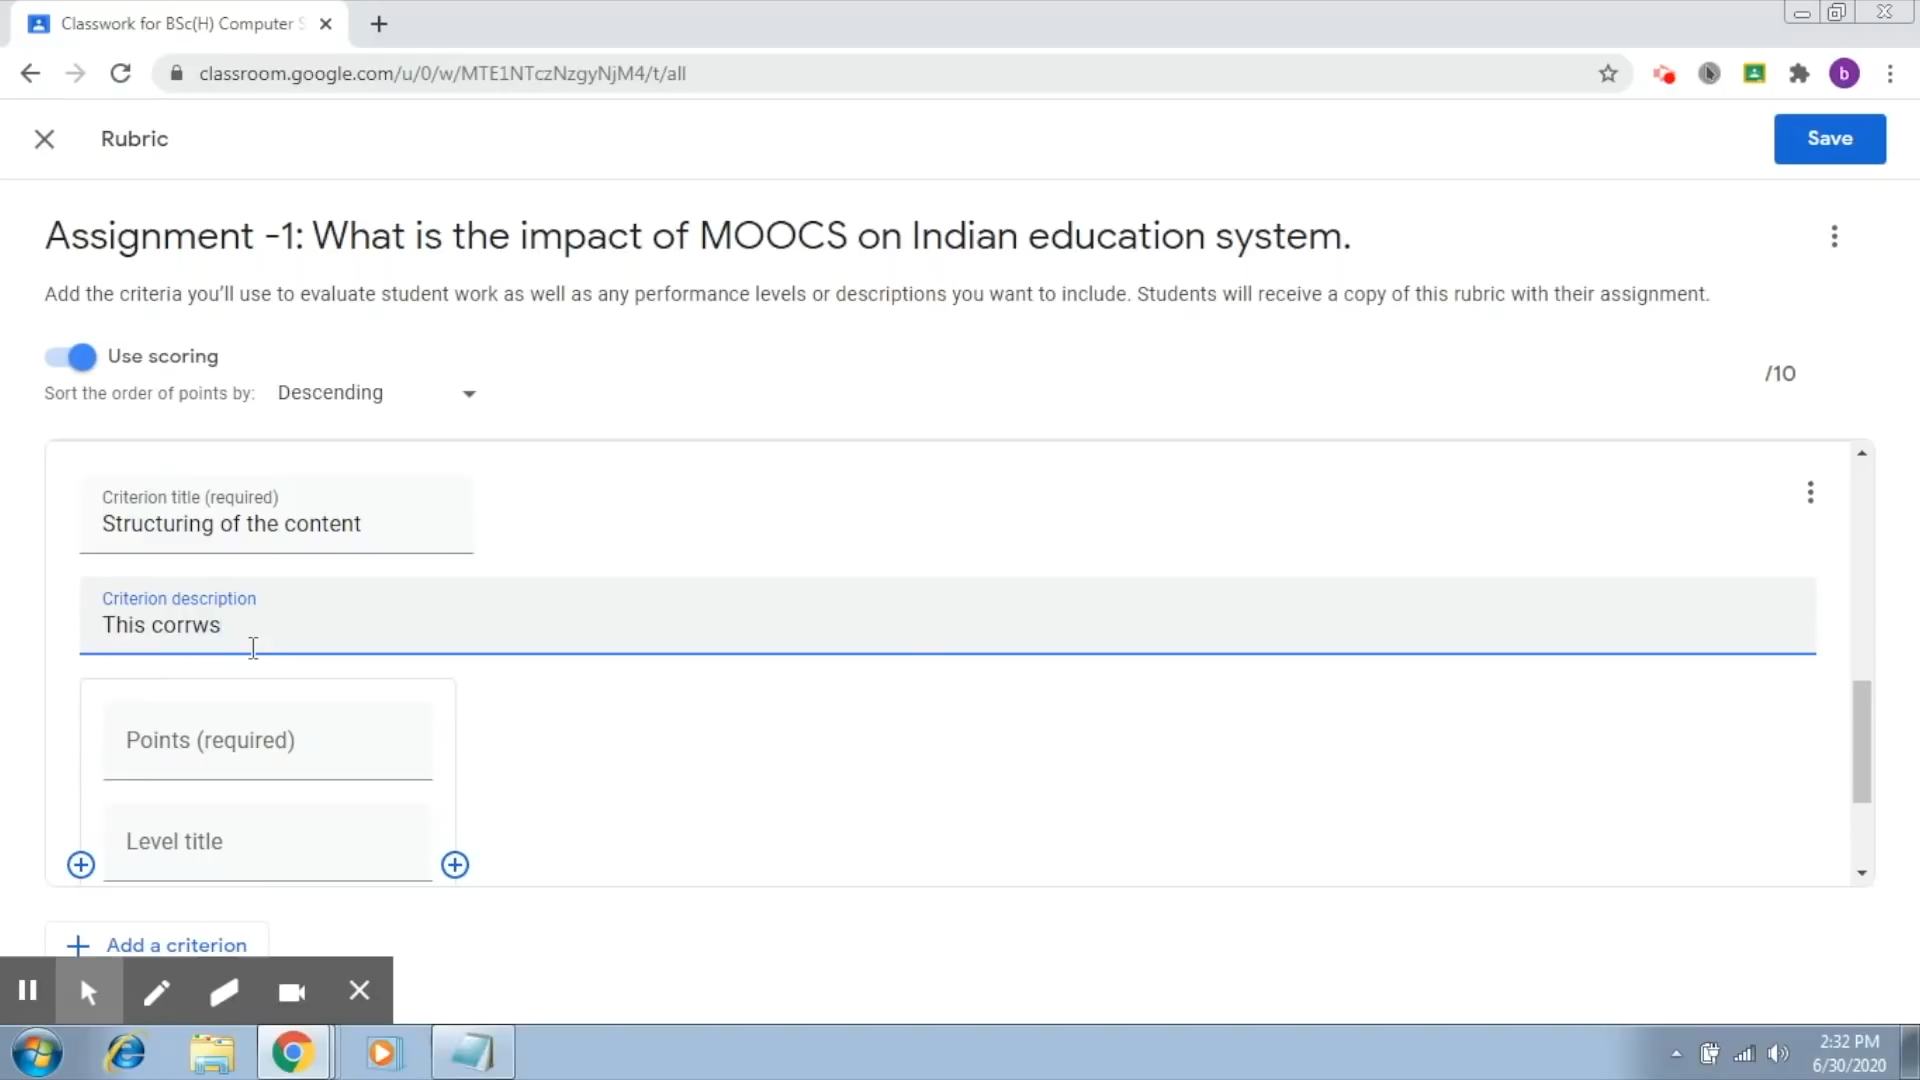 Classwork for BSc(H) Computer S
classroom.google.com/u/0/w/MTE1NTczNzgyNjM4/t/all
b
Rubric
Save
Assignment -1: What is the impact of MOOCS on Indian education system.
Add the criteria you'll use to evaluate student work as well as any performance levels or descriptions you want to include. Students will receive a copy of this rubric with their assignment.
Use scoring
Sort the order of points by: Descending
/10
Criterion title (required)
Structuring of the content
Criterion description
This corrws
Points (required)
Level title
Add a criterion
2:32 PM
6/30/2020